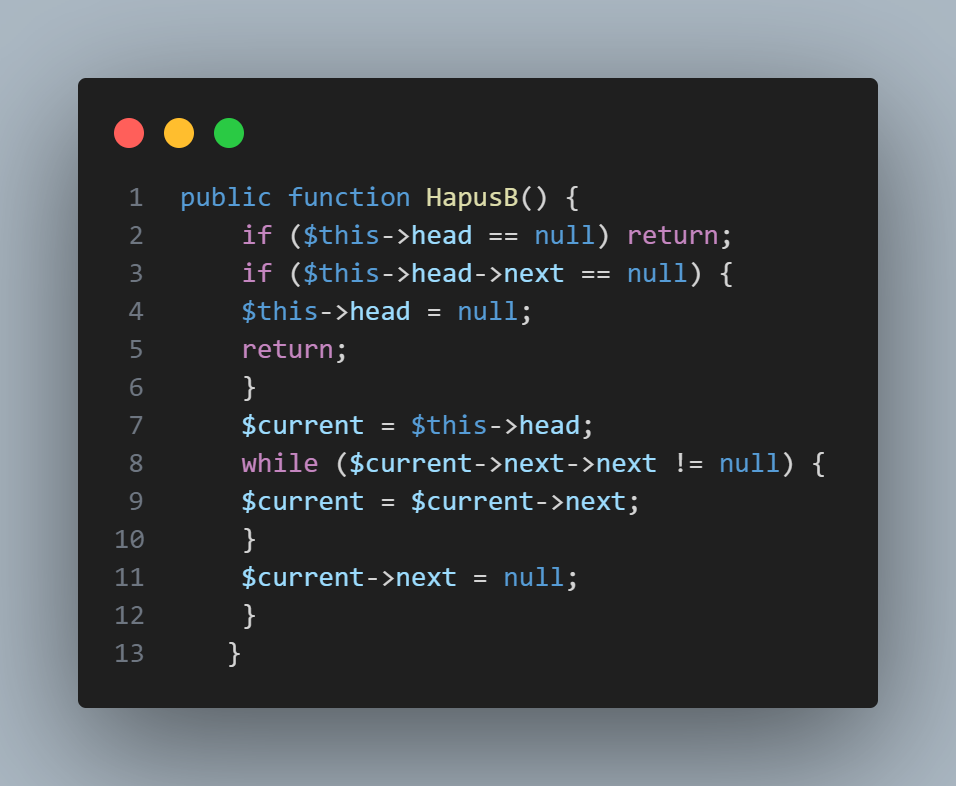 1 public function HapusB() {
2     if ($this->head == null) return;
3     if ($this->head->next == null) {
4     $this->head = null;
5     return;
6     }
7     $current = $this->head;
8     while ($current->next->next != null) {
9     $current = $current->next;
10     }
11     $current->next = null;
12     }
13    }